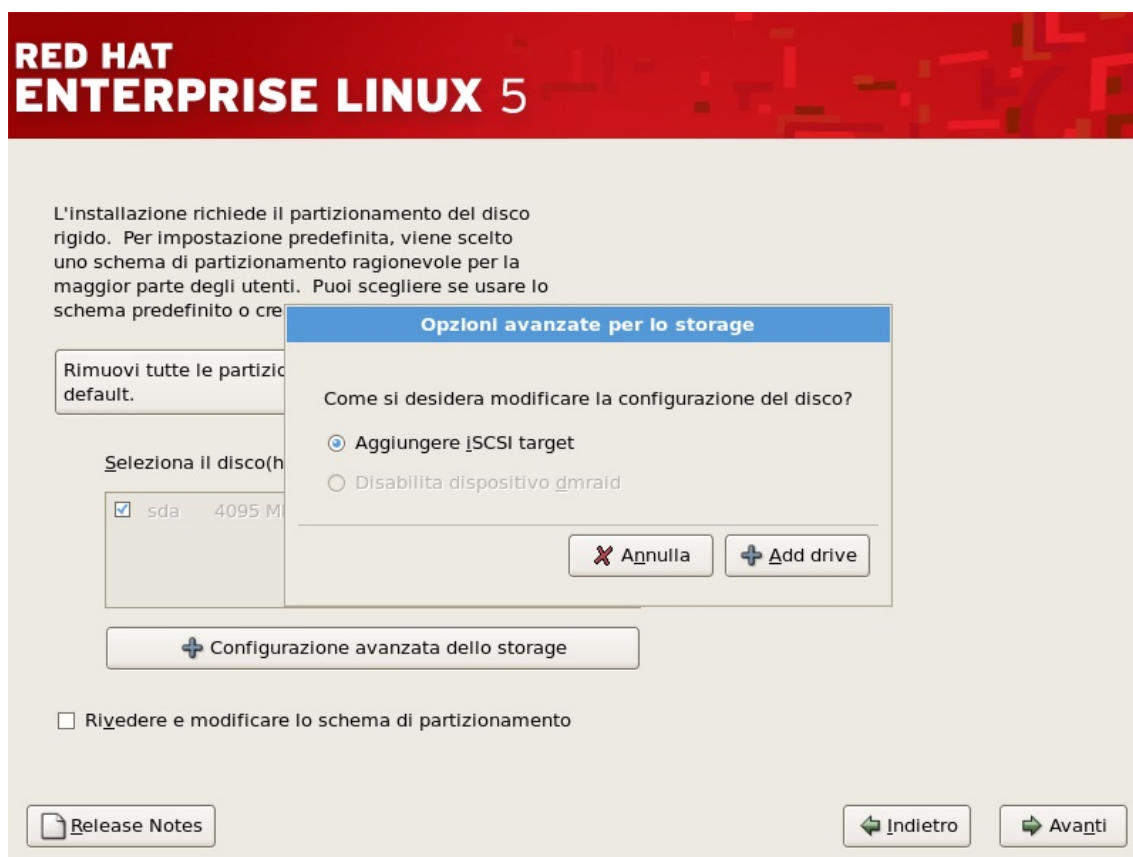 RED HAT
ENTERPRISE LINUX 5
L'installazione richiede il partizionamento del disco
rigido. Per impostazione predefinita, viene scelto
uno schema di partizionamento ragionevole per la
maggior parte degli utenti. Puoi scegliere se usare lo
schema predefinito o cre
Opzioni avanzate per lo storage
Rimuovi tutte le partizio
default.
Come si desidera modificare la configurazione del disco?
Aggiungere iSCSI target
Seleziona il disco(h
Disabilita dispositivo dmraid
sda 4095 M
Annulla
Add drive
Configurazione avanzata dello storage
Rivedere e modificare lo schema di partizionamento
Release Notes
Indietro
Avanti